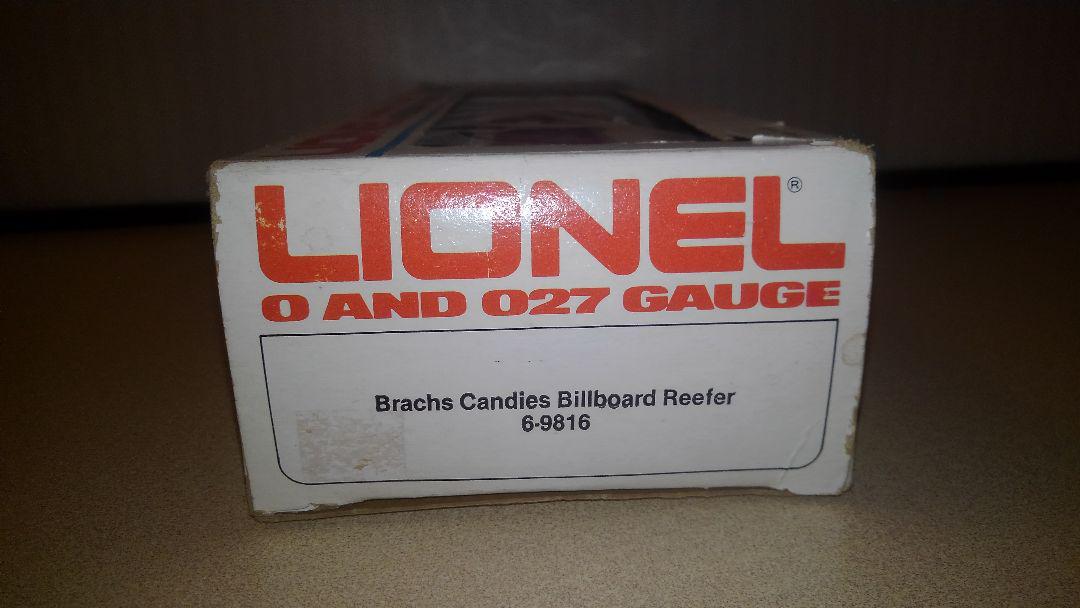 LIONEL®
O AND O27 GAUGE
Brachs Candies Billboard Reefer
6-9816